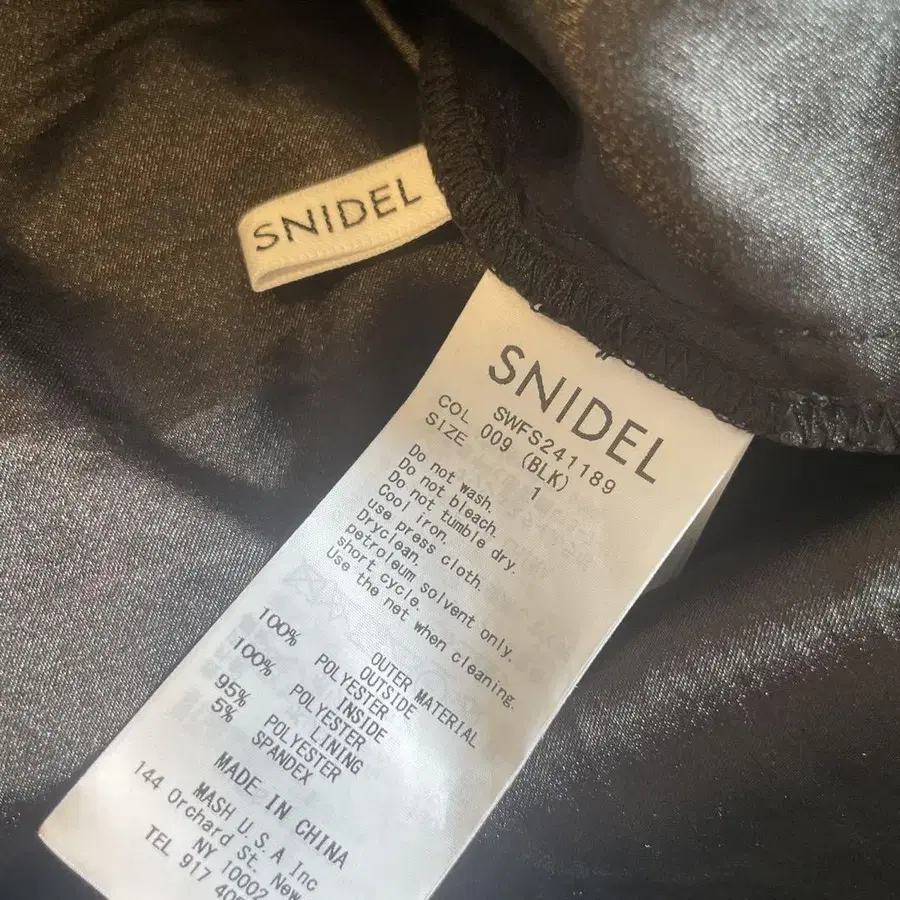 SNIDEL
SNIDEL
SWFS241189
COL 009 (BLK)
SIZE 1
Do not wash.
Do not bleach.
Do not tumble dry.
Cool iron.
use press cloth.
Dryclean.
petroleum solvent only.
short cycle.
Use the net when cleaning.
OUTER MATERIAL
OUTSIDE
100% POLYESTER
INSIDE
100% POLYESTER
LINING
95% POLYESTER
5% SPANDEX
MADE IN CHINA
MASH U.S.A Inc
144 Orchard St. New
NY 10002
TEL 917 40